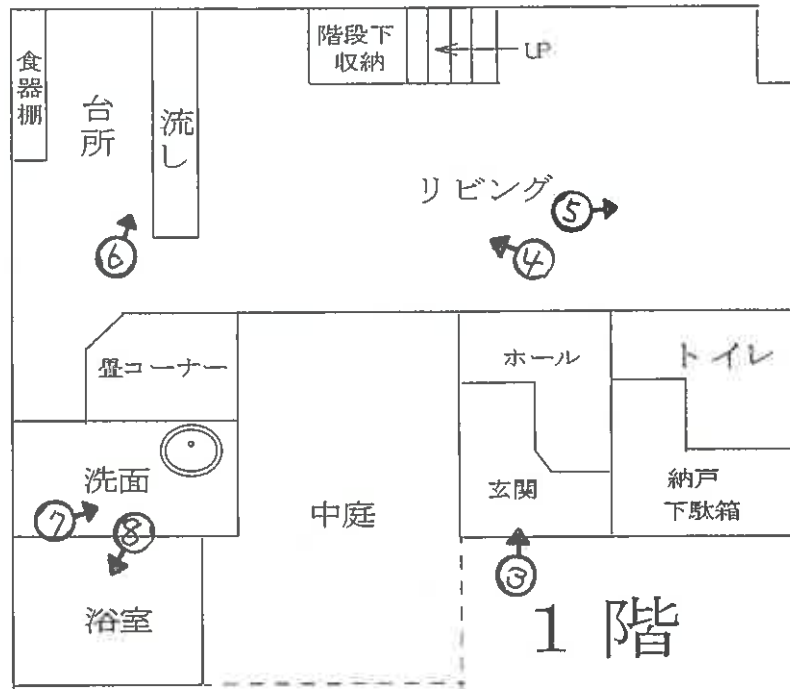 階段下
収納
UP
食器棚
台所
流し
リビング
⑤
⑥
④
畳コーナー
ホール
トイレ
洗面
⑦
⑧
中庭
玄関
納戸
下駄箱
③
浴室
1階